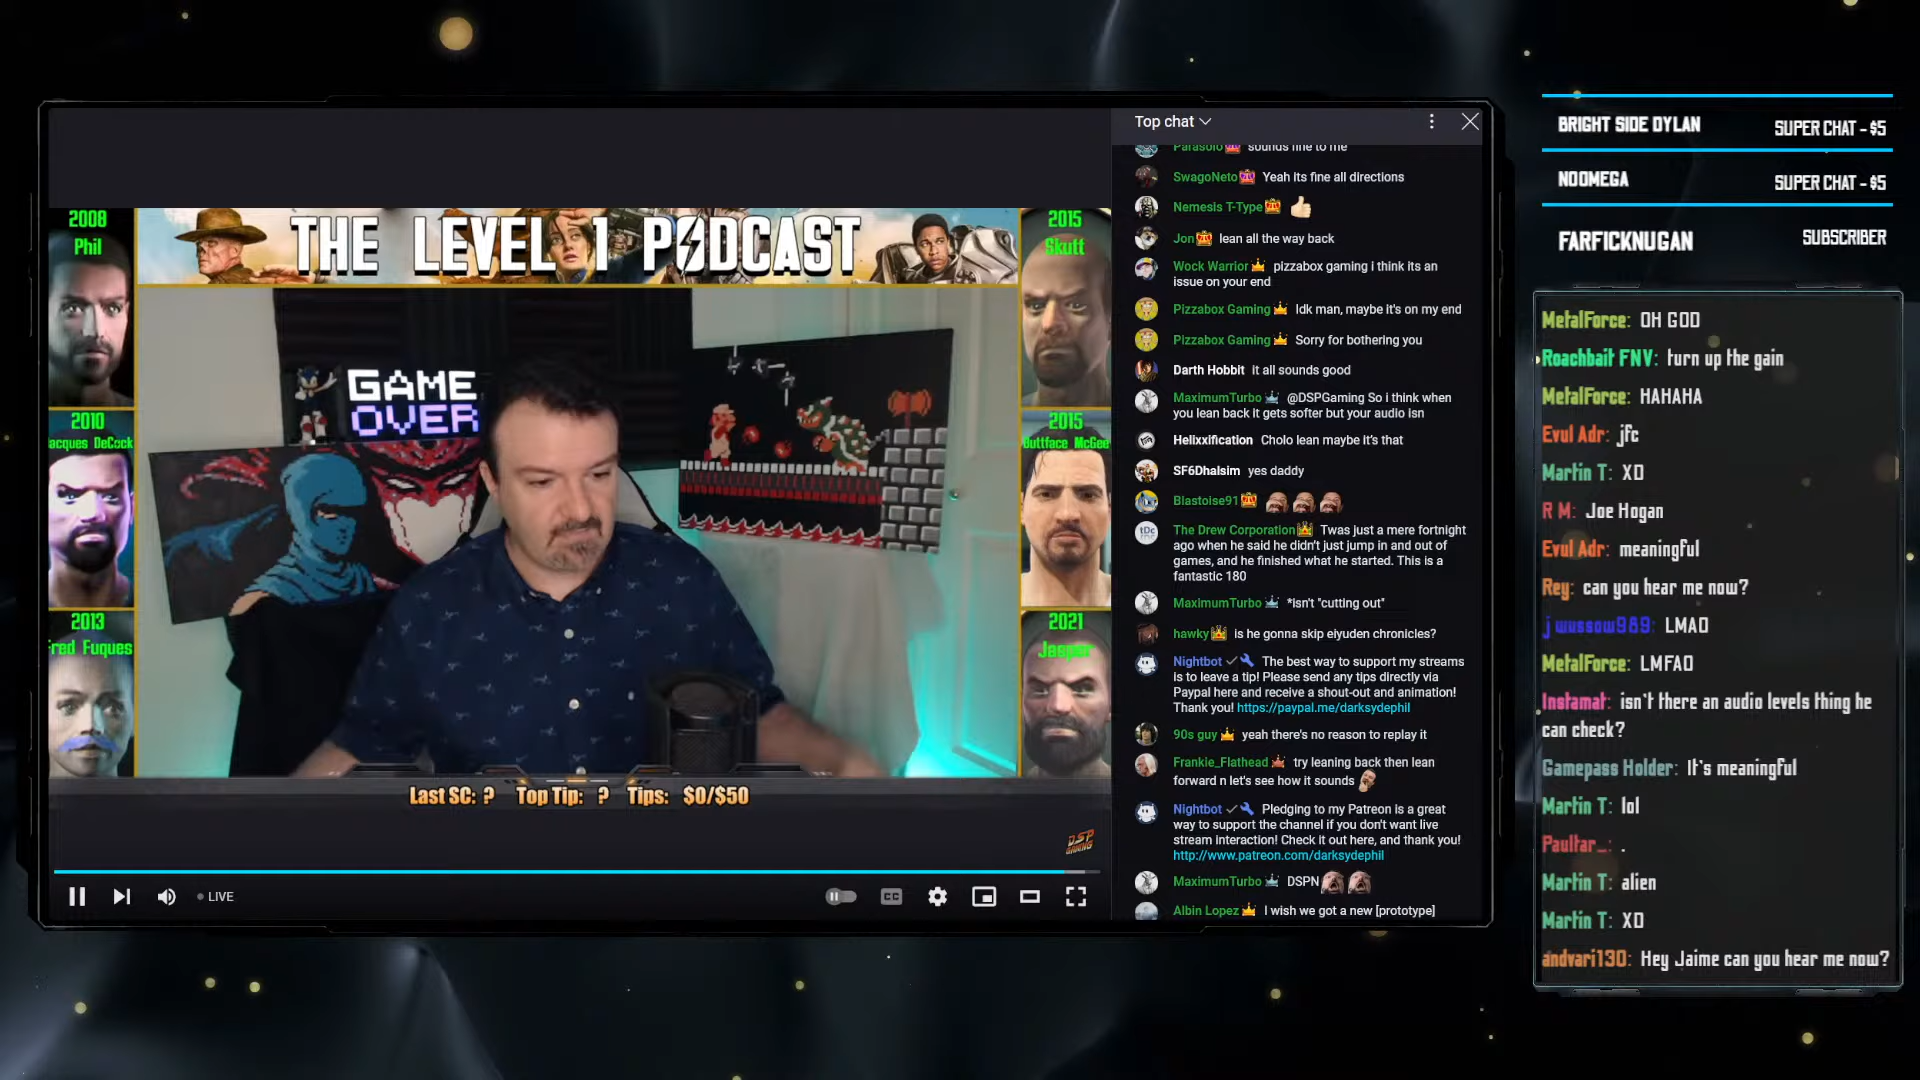 Top chat
Parasolo sounds fine to me
SwagoNeto Yeah its fine all directions
Nemesis T-Type
Jon lean all the way back
Wock Warrior pizzabox gaming i think its an
issue on your end
Pizzabox Gaming Idk man, maybe it's on my end
Pizzabox Gaming Sorry for bothering you
Darth Hobbit it all sounds good
MaximumTurbo @DSPGaming So i think when
you lean back it gets softer but your audio isn
Helixxification Cholo lean maybe it's that
SF6Dhalsim yes daddy
Blastoise91
tDc
The Drew Corporation Twas just a mere fortnight
ago when he said he didn't just jump in and out of
games, and he finished what he started. This is a
fantastic 180
MaximumTurbo *isn't "cutting out"
hawky is he gonna skip eiyuden chronicles?
Nightbot The best way to support my streams
is to leave a tip! Please send any tips directly via
Paypal here and receive a shout-out and animation!
Thank you! https://paypal.me/darksydephil
90s guy yeah there's no reason to replay it
Frankie_Flathead try leaning back then lean
forward n let's see how it sounds
Nightbot Pledging to my Patreon is a great
way to support the channel if you don't want live
stream interaction! Check it out here, and thank you!
http://www.patreon.com/darksydephil
MaximumTurbo DSPN
Albin Lopez I wish we got a new [prototype]
THE LEVEL 1 PODCAST
2008
Phil
2010
acques DeCock
2013
Fred Fuques
2015
Skutt
2015
Buttface McGee
2021
Jasper
GAME
OVER
Last SC: ? Top Tip: ? Tips: $0/$50
DSP
GAMING
LIVE
CC
BRIGHT SIDE DYLAN SUPER CHAT - $5
NOOMEGA SUPER CHAT - $5
FARFICKNUGAN SUBSCRIBER
MetalForce: OH GOD
Roachbait FNV: turn up the gain
MetalForce: HAHAHA
Evul Adr: jfc
Martin T: XD
R M: Joe Hogan
Evul Adr: meaningful
Rey: can you hear me now?
j wussow989: LMAO
MetalForce: LMFAO
Instamat: isn't there an audio levels thing he
can check?
Gamepass Holder: It's meaningful
Martin T: lol
Paultar_: .
Martin T: alien
Martin T: XD
andvari130: Hey Jaime can you hear me now?